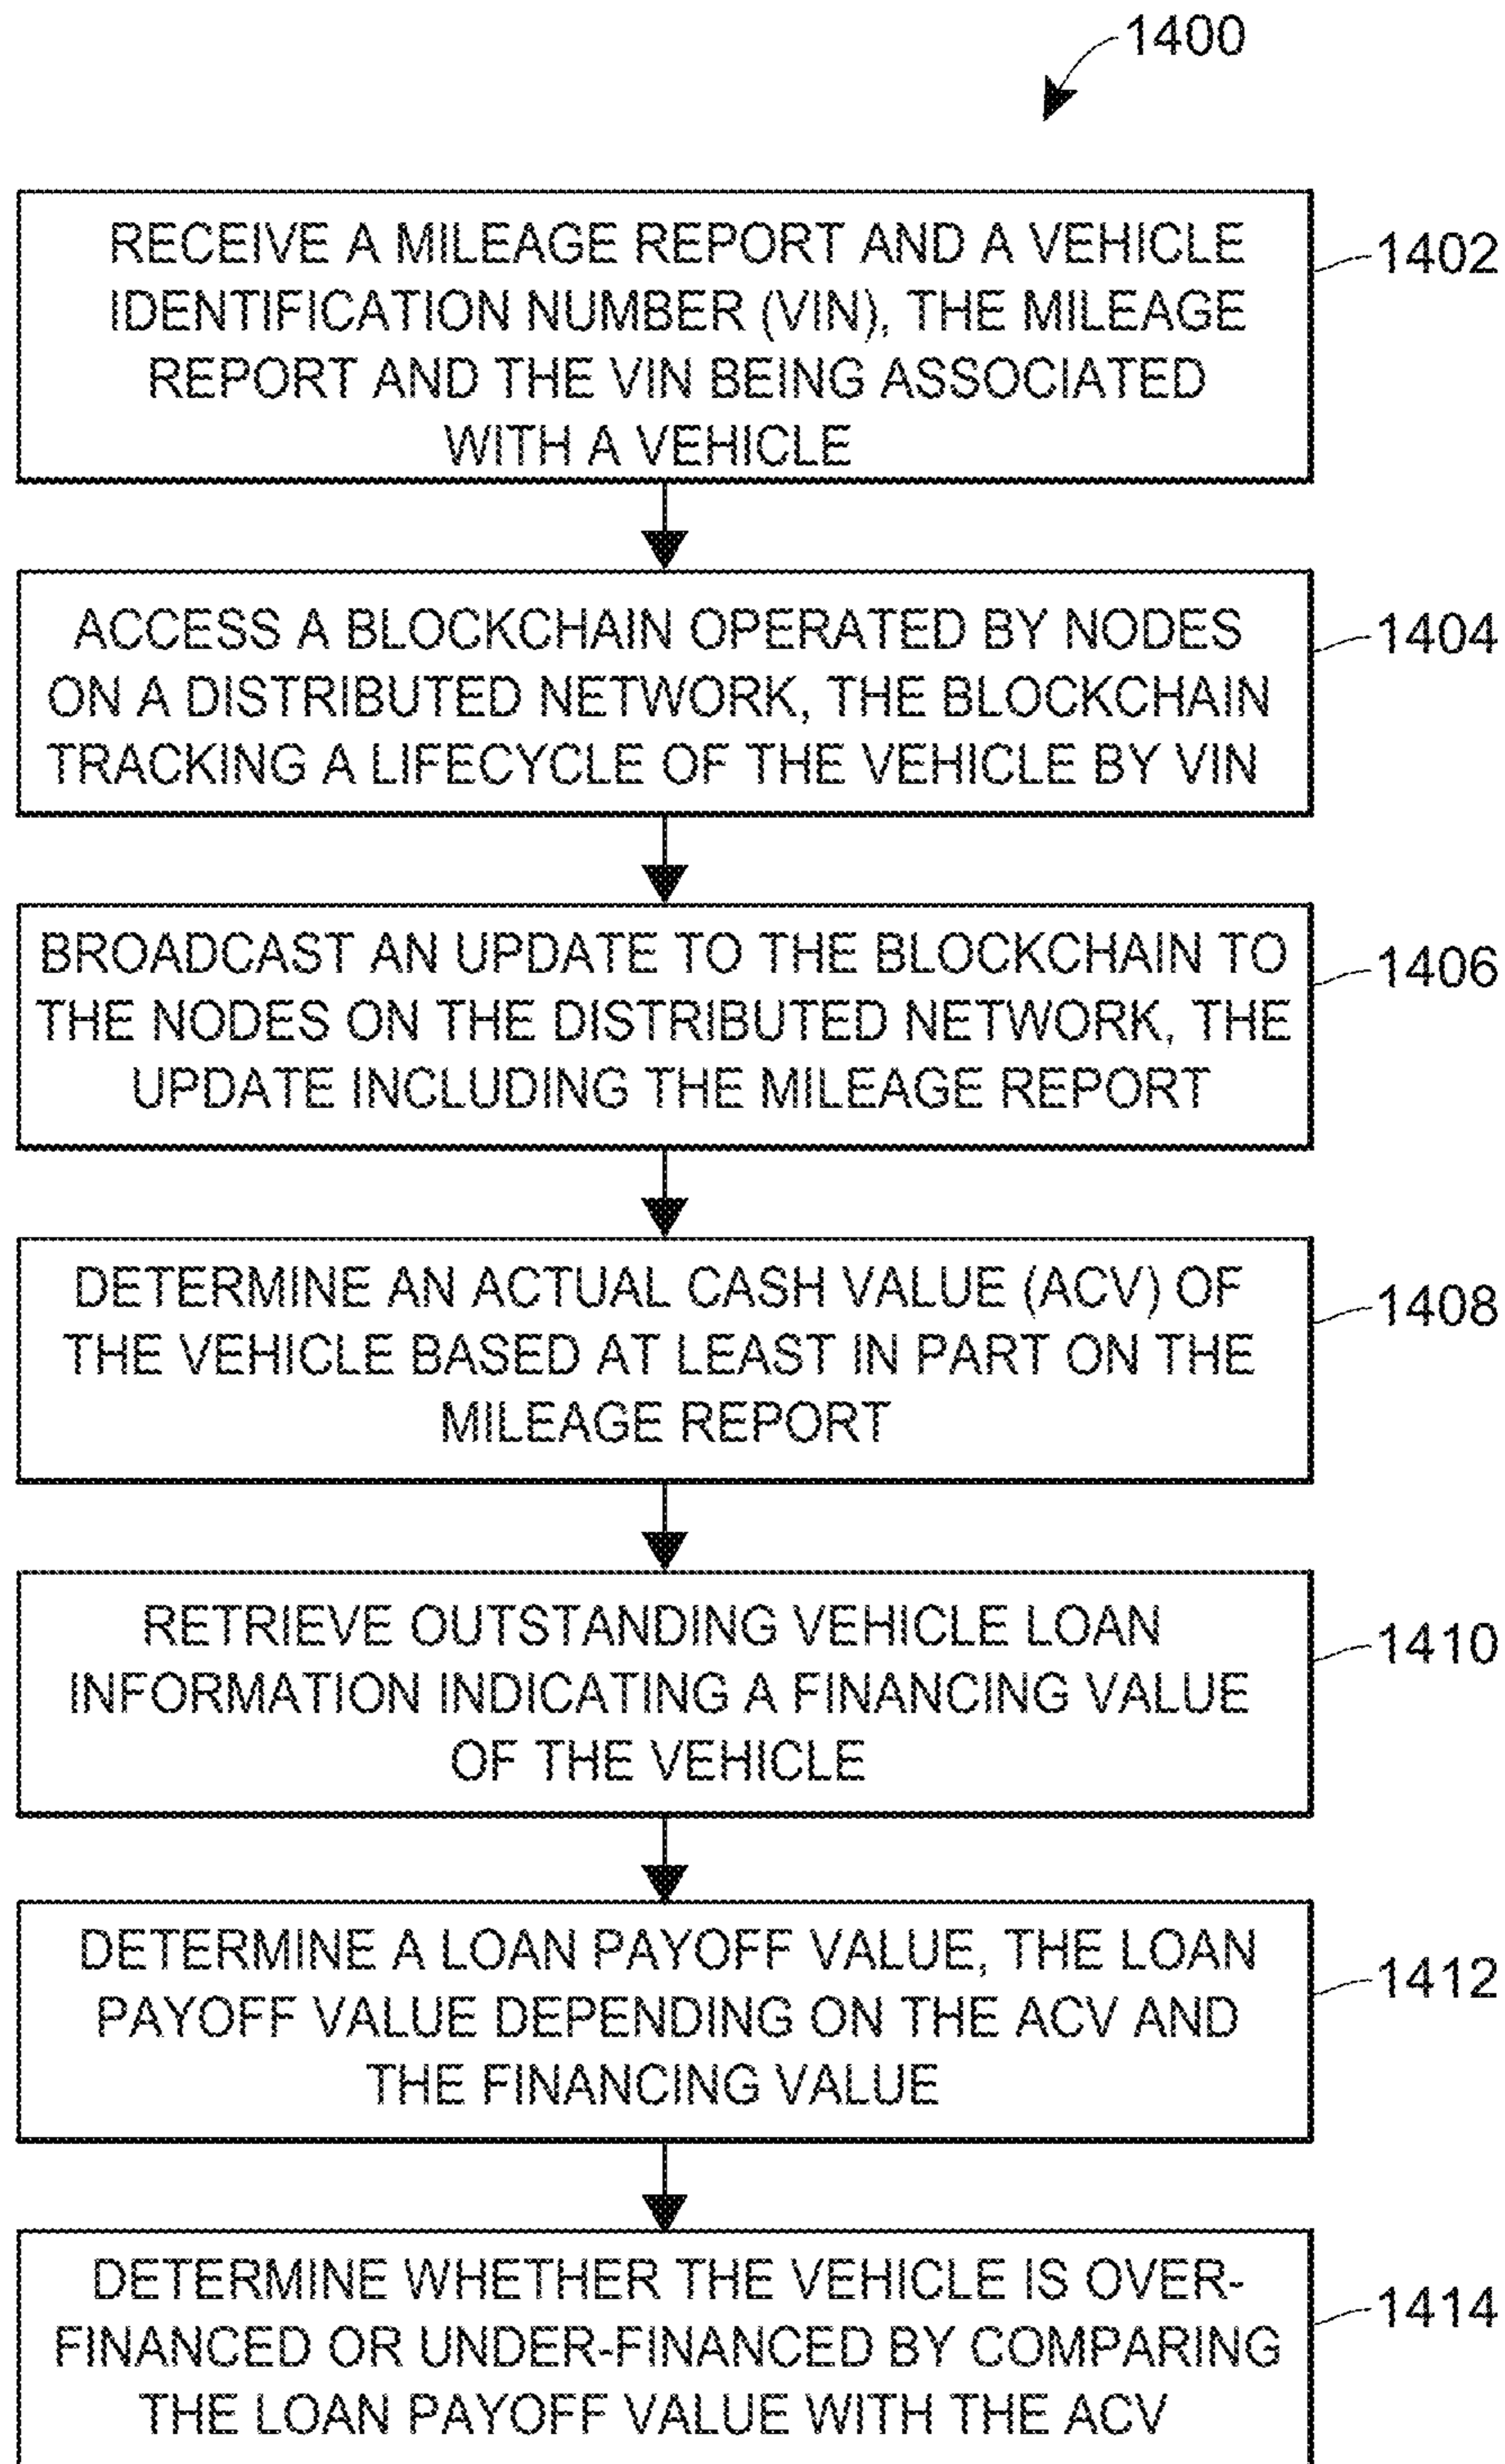 1400
RECEIVE A MILEAGE REPORT AND A VEHICLE
IDENTIFICATION NUMBER (VIN), THE MILEAGE
REPORT AND THE VIN BEING ASSOCIATED
WITH A VEHICLE
1402
ACCESS A BLOCKCHAIN OPERATED BY NODES
ON A DISTRIBUTED NETWORK, THE BLOCKCHAIN
TRACKING A LIFECYCLE OF THE VEHICLE BY VIN
1404
BROADCAST AN UPDATE TO THE BLOCKCHAIN TO
THE NODES ON THE DISTRIBUTED NETWORK, THE
UPDATE INCLUDING THE MILEAGE REPORT
1406
DETERMINE AN ACTUAL CASH VALUE (ACV) OF
THE VEHICLE BASED AT LEAST IN PART ON THE
MILEAGE REPORT
1408
RETRIEVE OUTSTANDING VEHICLE LOAN
INFORMATION INDICATING A FINANCING VALUE
OF THE VEHICLE
1410
DETERMINE A LOAN PAYOFF VALUE, THE LOAN
PAYOFF VALUE DEPENDING ON THE ACV AND
THE FINANCING VALUE
1412
DETERMINE WHETHER THE VEHICLE IS OVER-
FINANCED OR UNDER-FINANCED BY COMPARING
THE LOAN PAYOFF VALUE WITH THE ACV
1414